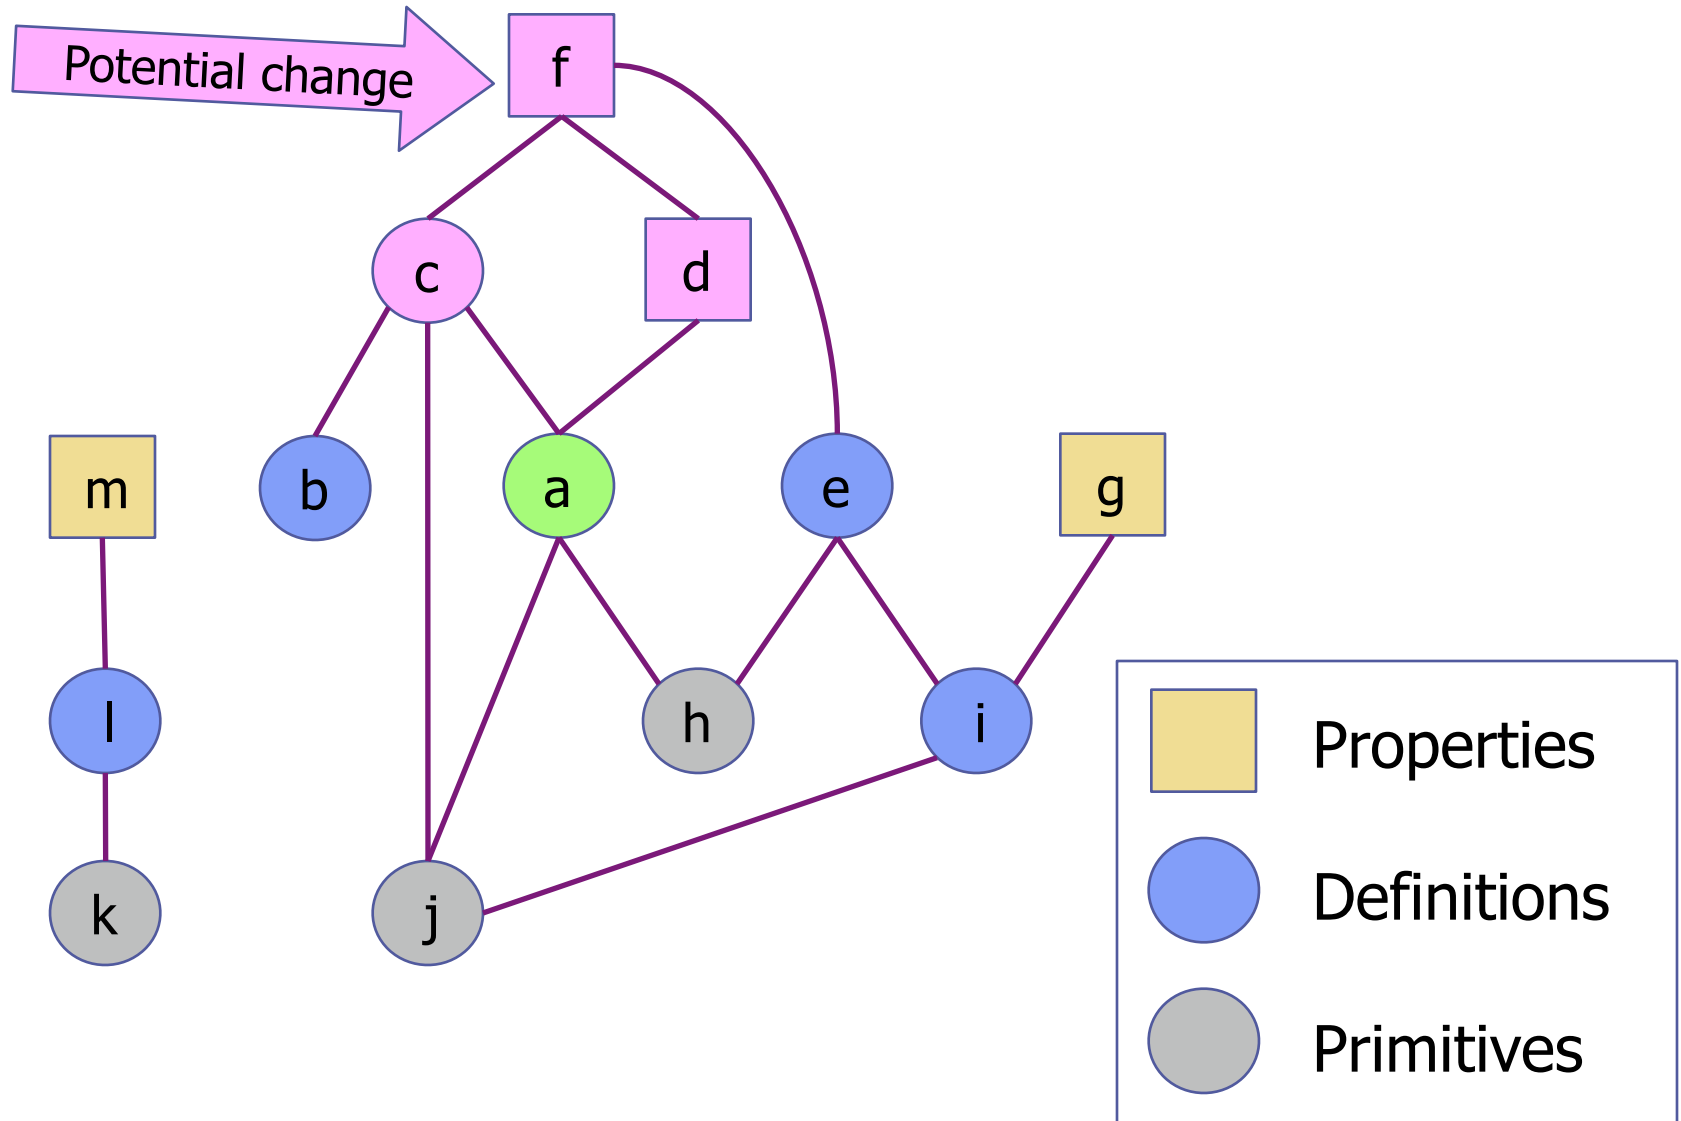 Potential change
f
c
d
m
b
a
e
g
l
h
i
k
j
Properties
Definitions
Primitives